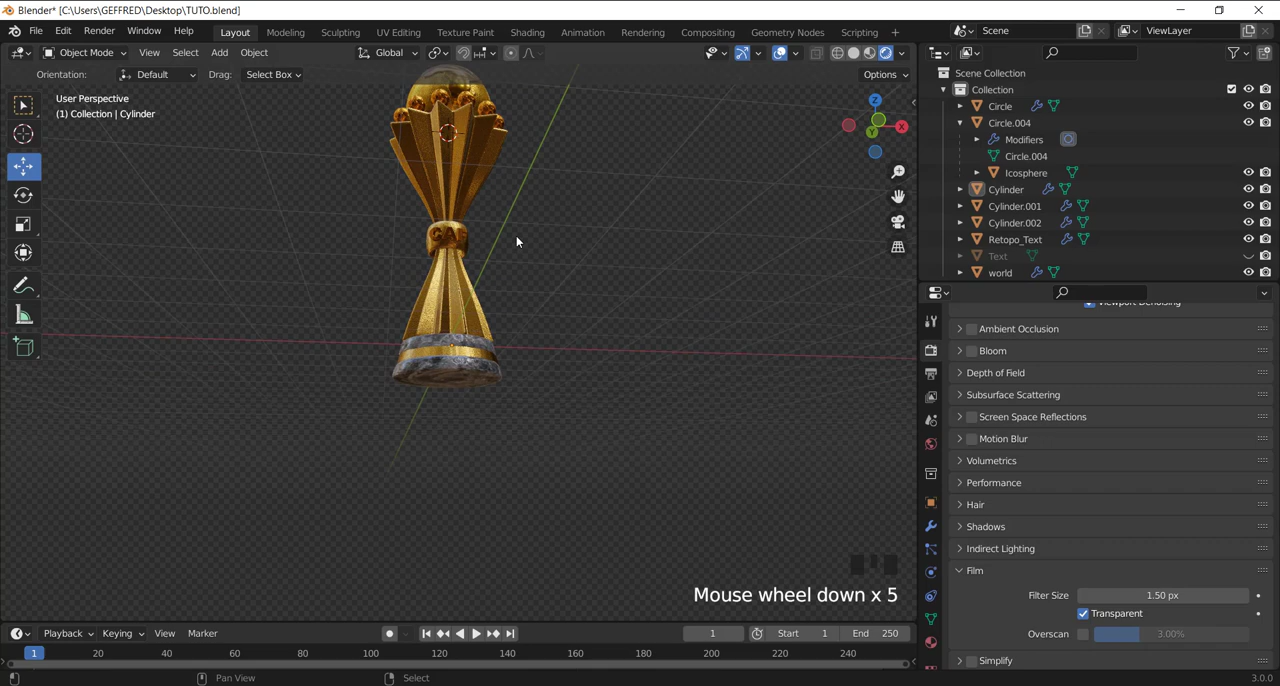 Blender* [C:\Users\GEFFRED\Desktop\TUTO.blend]
File Edit Render Window Help Layout Modeling Sculpting UV Editing Texture Paint Shading Animation Rendering Compositing Geometry Nodes Scripting + Scene ViewLayer
Object Mode View Select Add Object Global
Orientation: Default Drag: Select Box Options
User Perspective
(1) Collection | Cylinder
Z
X
Y
CA
Mouse wheel down x 5
Scene Collection
Collection
Circle
Circle.004
Modifiers
Circle.004
Icosphere
Cylinder
Cylinder.001
Cylinder.002
Retopo_Text
Text
world
Viewport Denoising
Ambient Occlusion
Bloom
Depth of Field
Subsurface Scattering
Screen Space Reflections
Motion Blur
Volumetrics
Performance
Hair
Shadows
Indirect Lighting
Film
Filter Size 1.50 px
Transparent
Overscan 3.00%
Simplify
Playback Keying View Marker 1 Start 1 End 250
1 20 40 60 80 100 120 140 160 180 200 220 240
Pan View Select 3.0.0